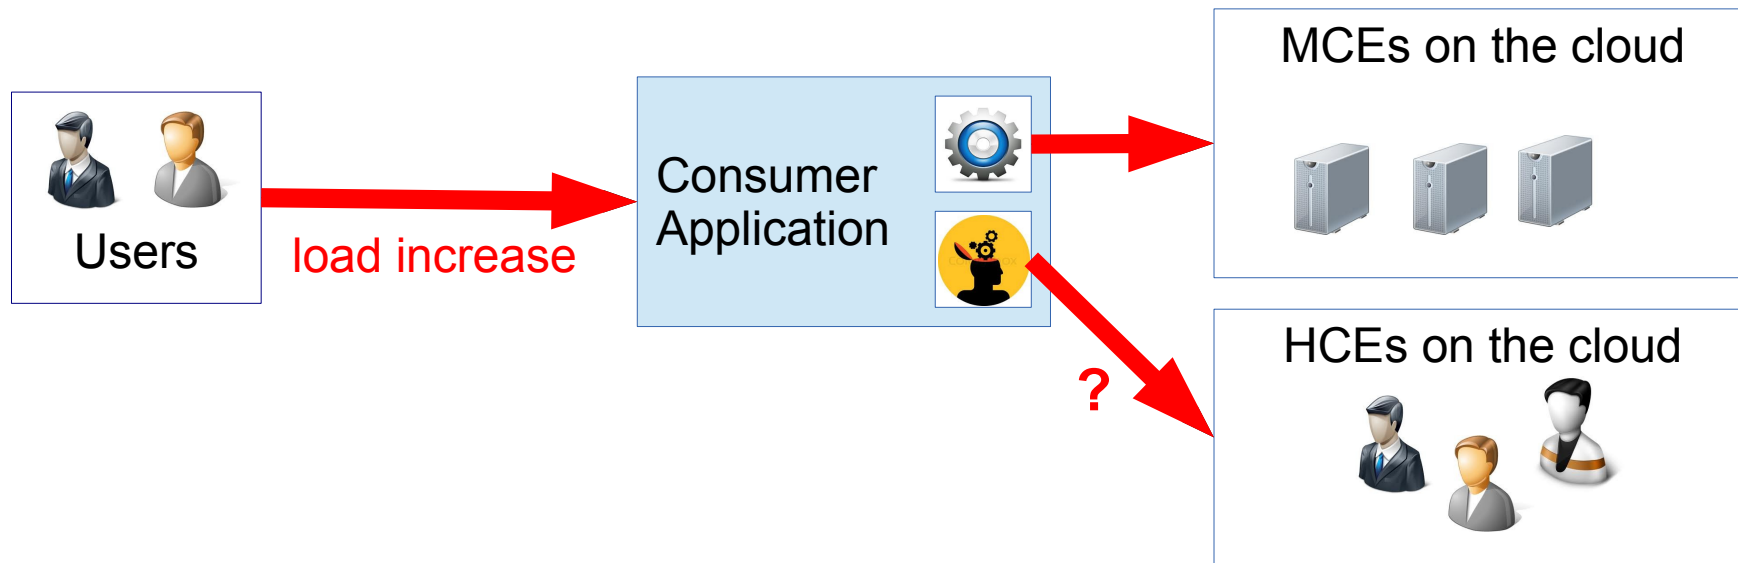 Users
load increase
Consumer
Application
MCEs on the cloud
?
HCEs on the cloud